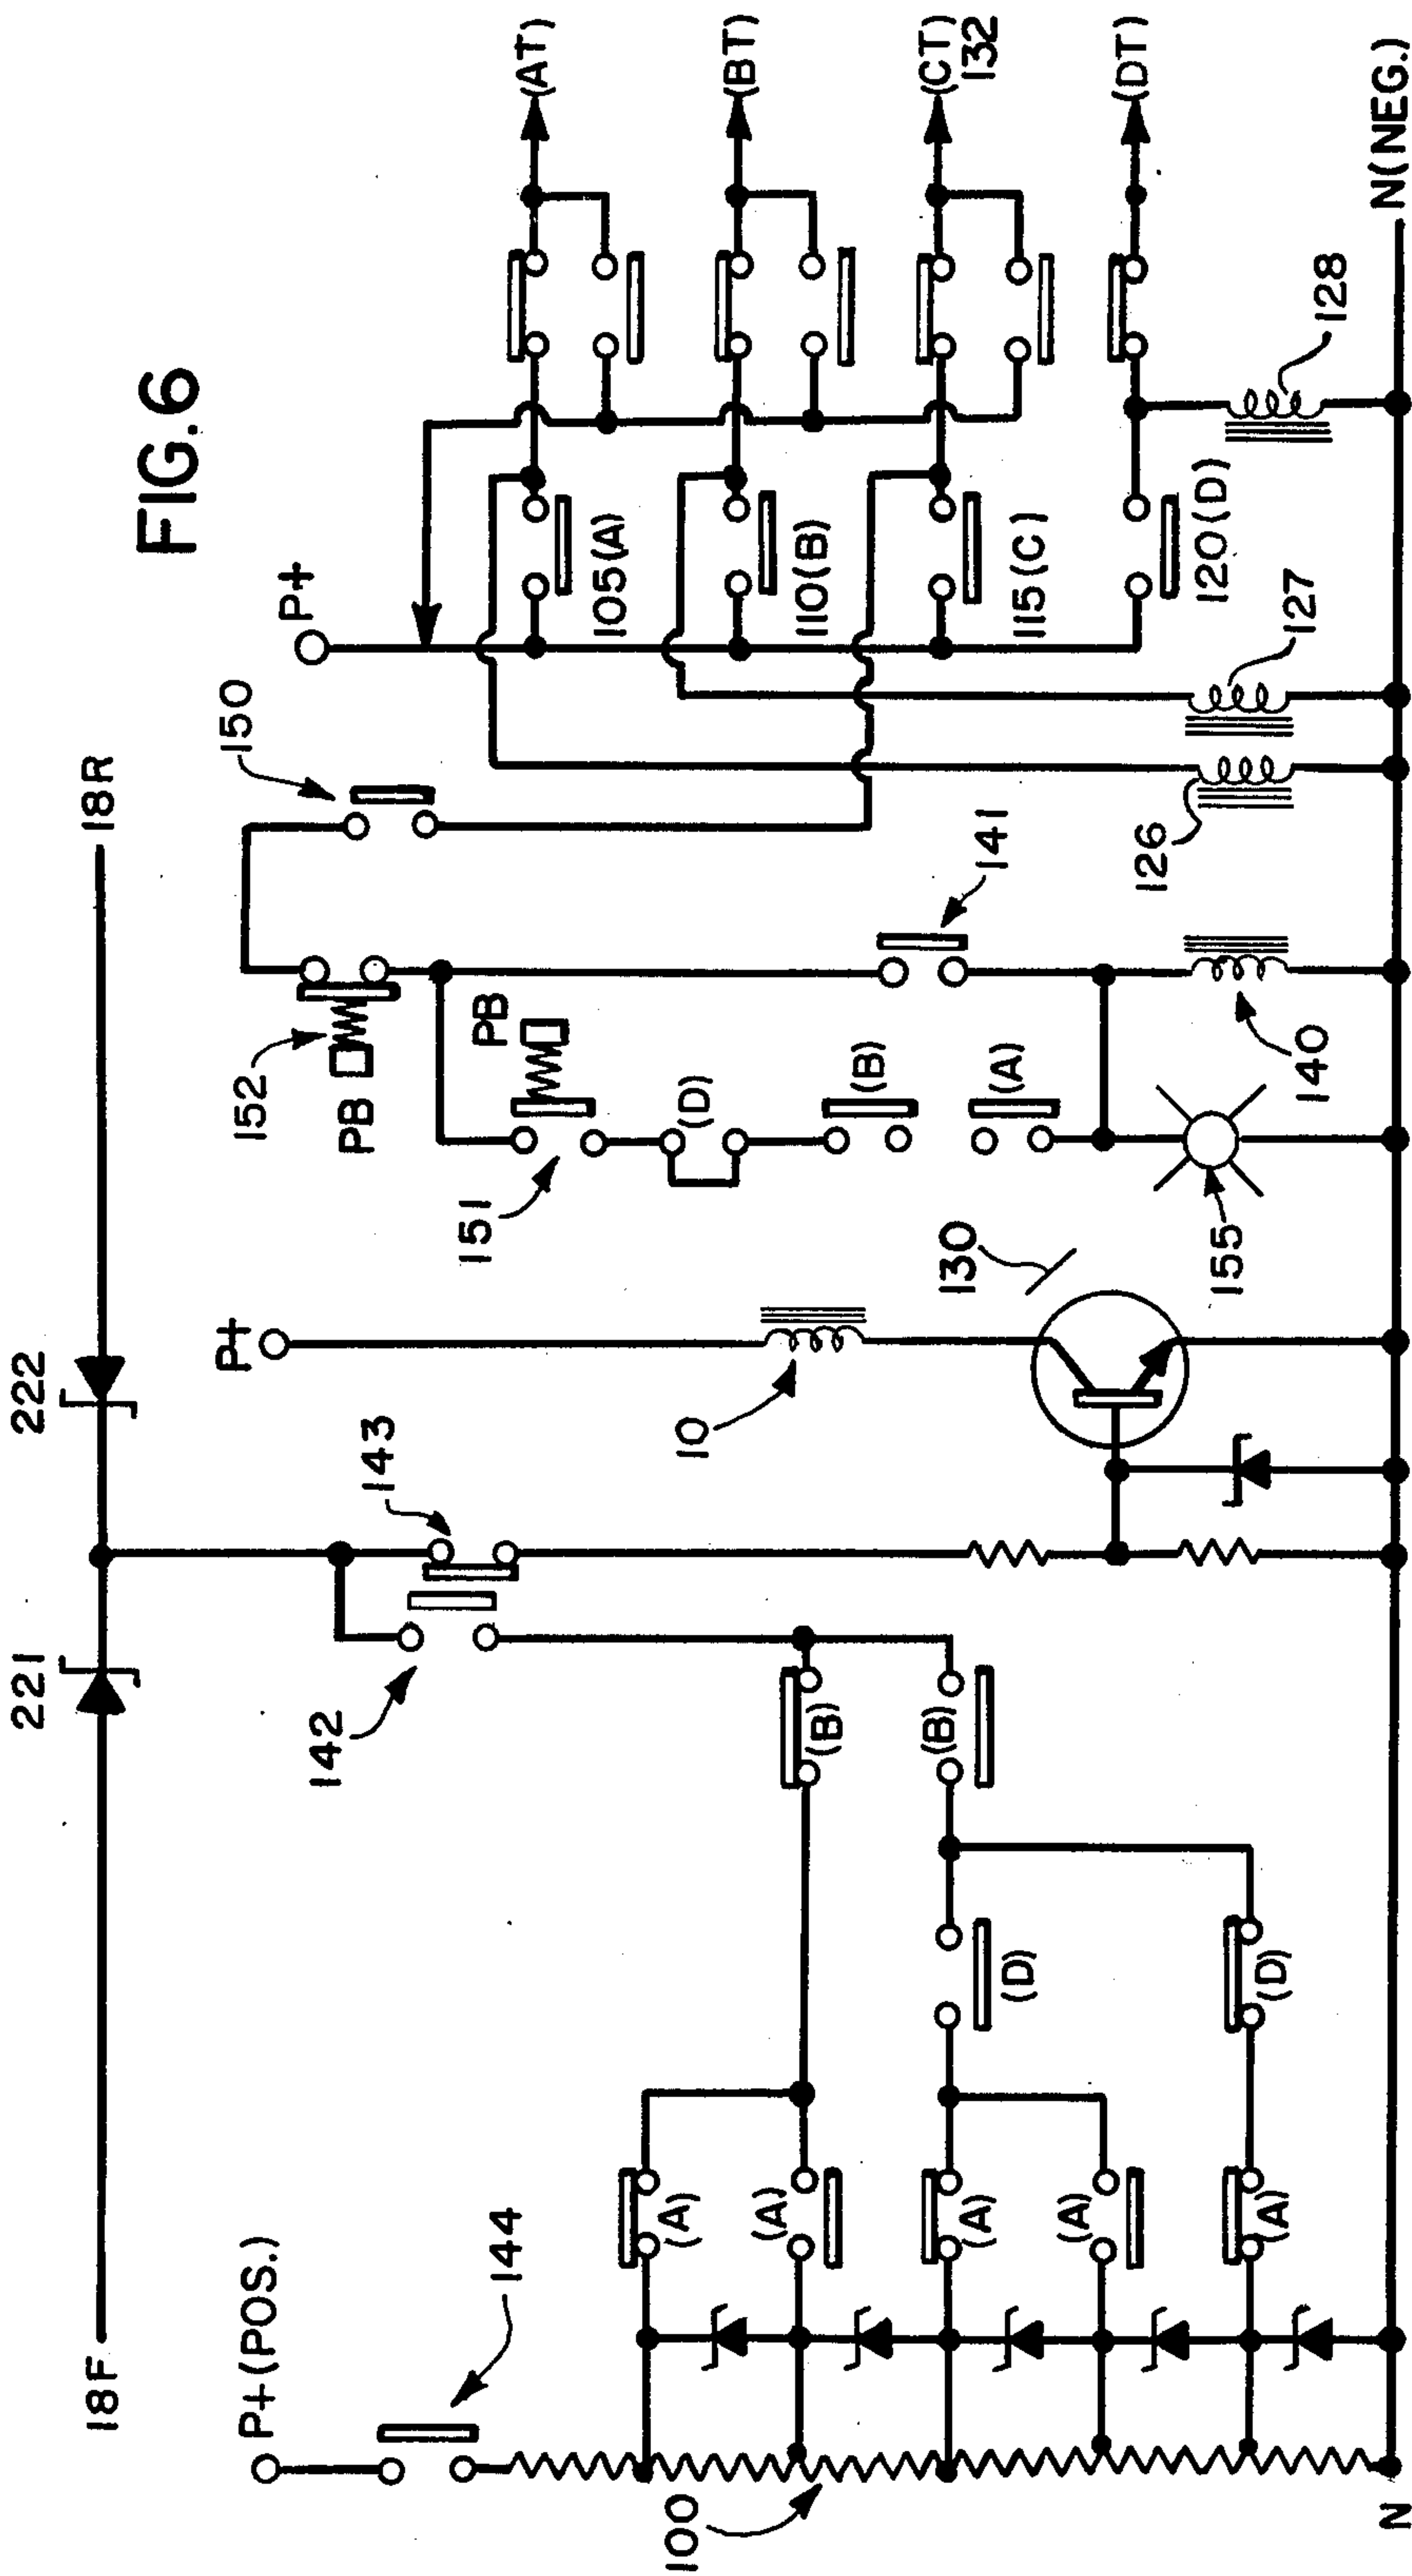 FIG.6
18F
221
222
18R
P+(POS.)
144
100
N
142
143
(A)
(A)
(A)
(A)
(A)
(B)
(B)
(D)
(D)
P+
10
130
152
PB
PB
151
(D)
(B)
(A)
155
140
141
150
126
127
128
P+
105(A)
110(B)
115(C)
120(D)
(AT)
(BT)
(CT)
132
(DT)
N(NEG.)